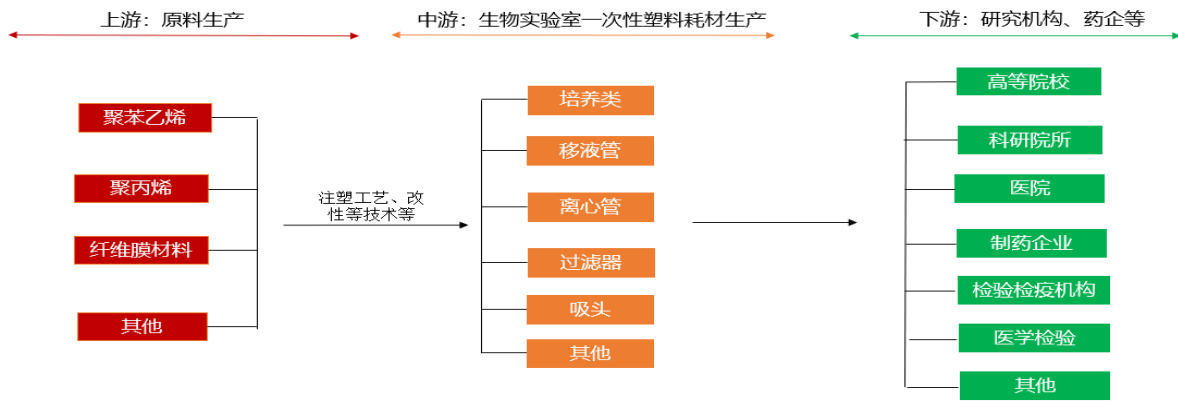 上游：原料生产
中游：生物实验室一次性塑料耗材生产
下游：研究机构、药企等
聚苯乙烯
聚丙烯
纤维膜材料
其他
注塑工艺、改
性等技术等
培养类
移液管
离心管
过滤器
吸头
其他
高等院校
科研院所
医院
制药企业
检验检疫机构
医学检验
其他